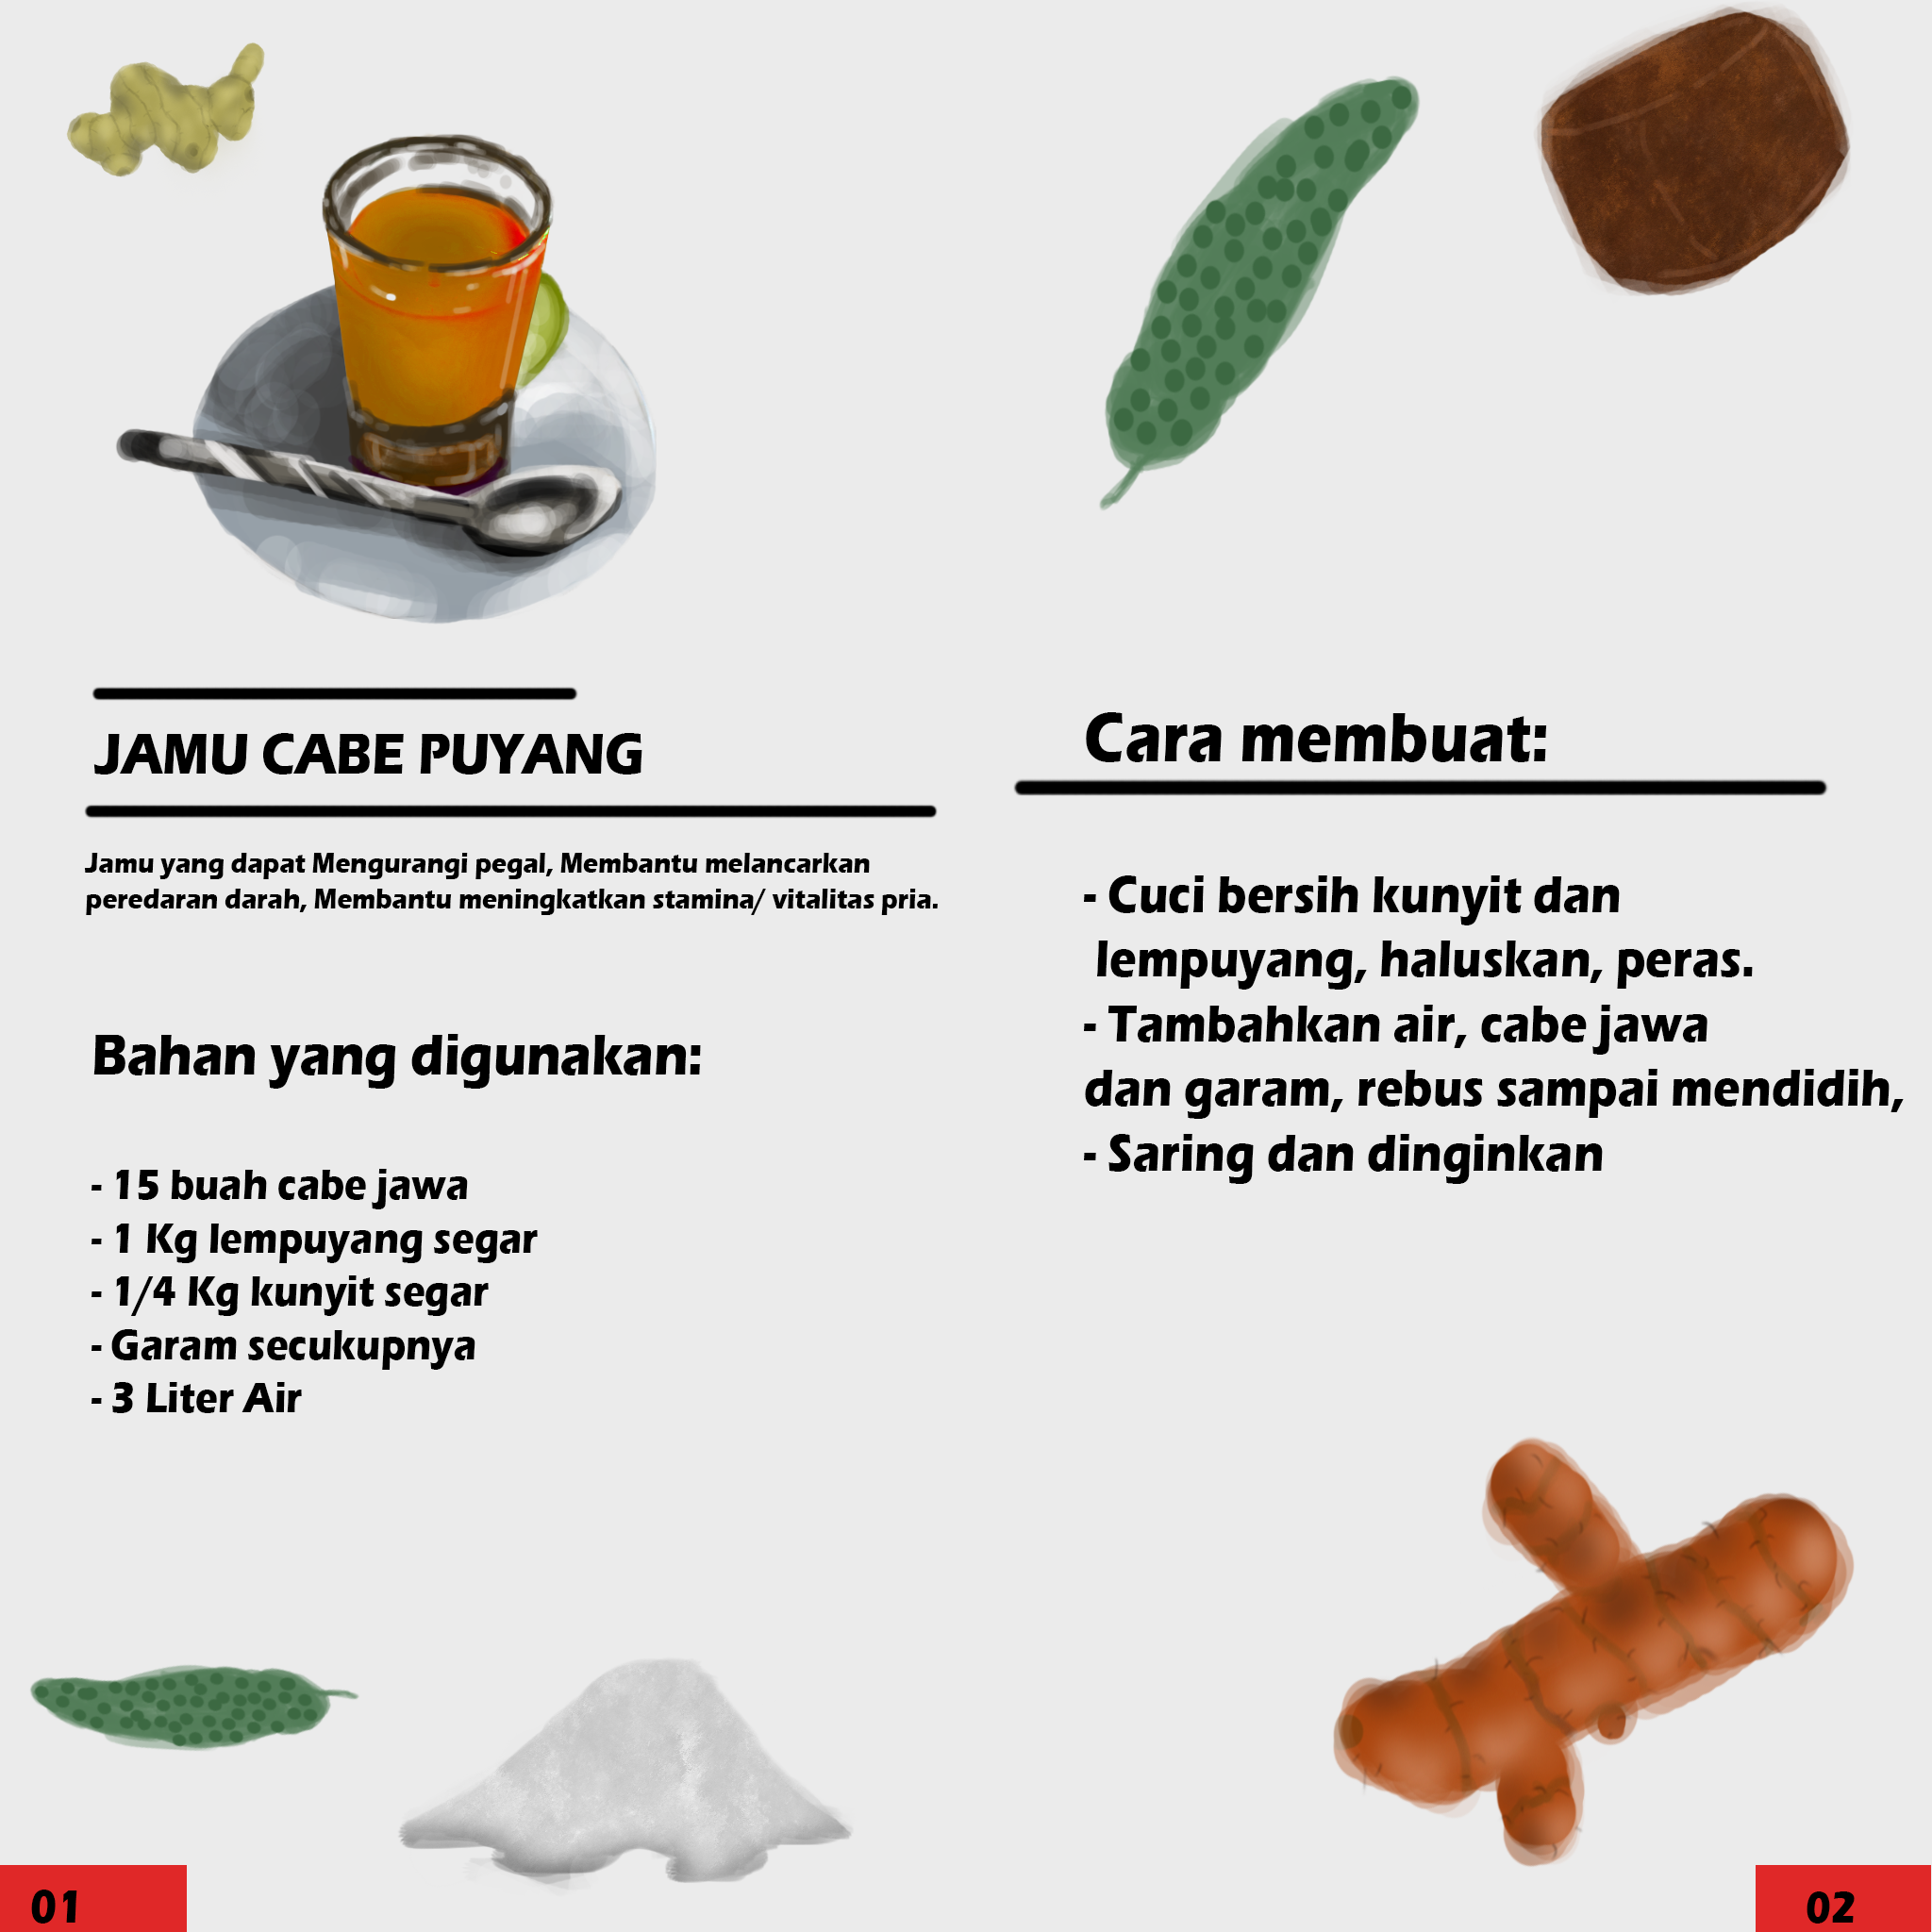 JAMU CABE PUYANG
Jamu yang dapat Mengurangi pegal, Membantu melancarkan
peredaran darah, Membantu meningkatkan stamina/ vitalitas pria.
Bahan yang digunakan:
- 15 buah cabe jawa
- 1 Kg lempuyang segar
- 1/4 Kg kunyit segar
- Garam secukupnya
- 3 Liter Air
01
Cara membuat:
- Cuci bersih kunyit dan
lempuyang, haluskan, peras.
- Tambahkan air, cabe jawa
dan garam, rebus sampai mendidih,
- Saring dan dinginkan
02